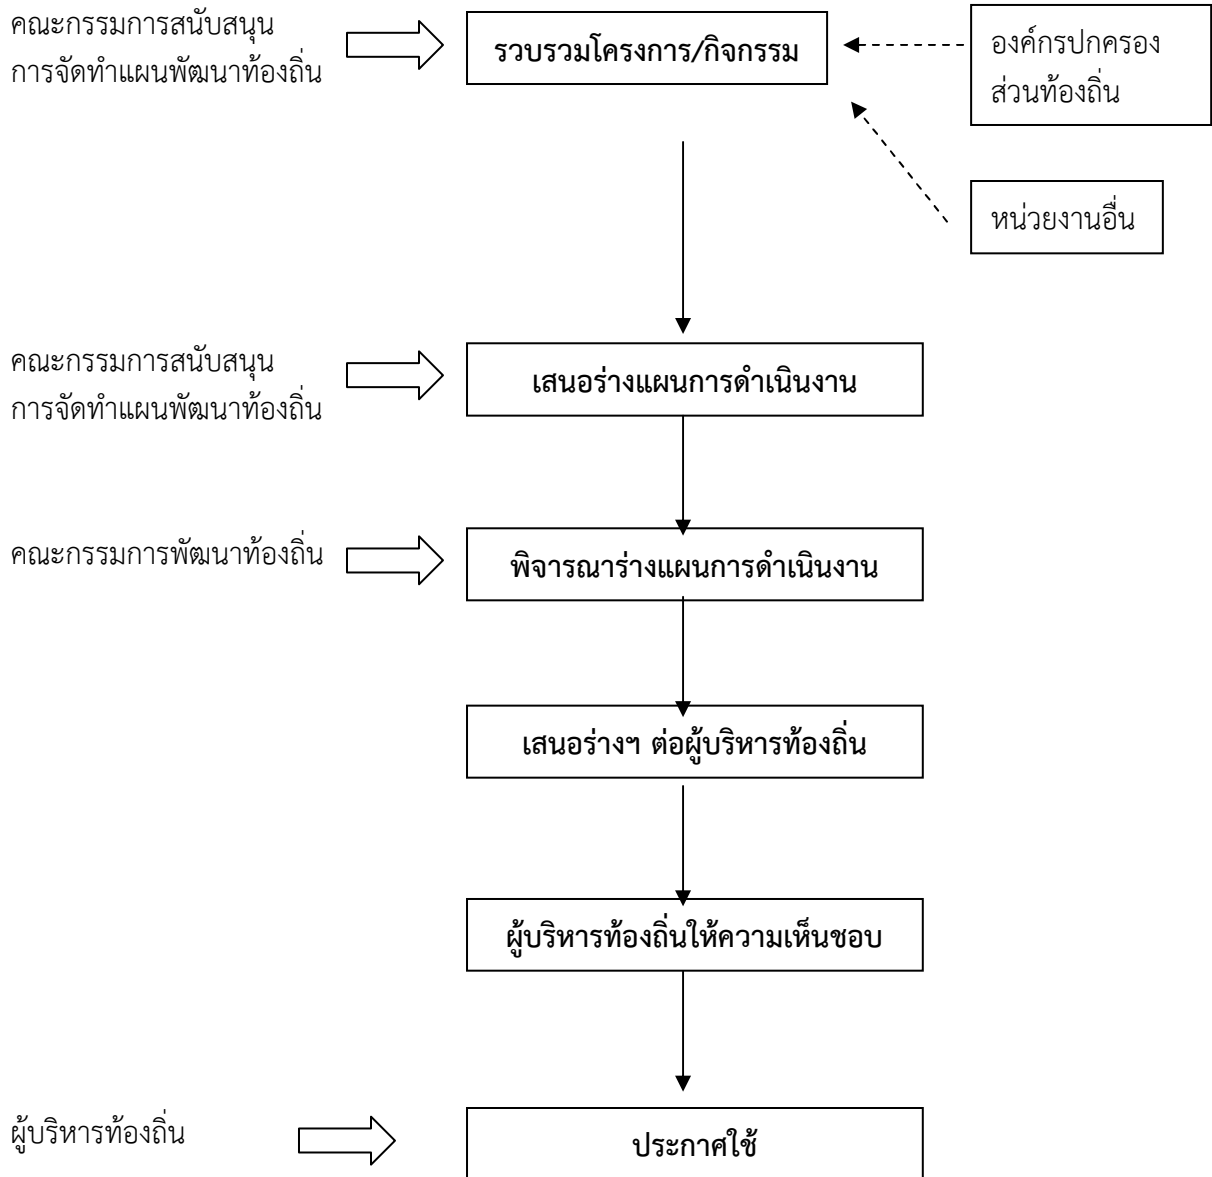 คณะกรรมการสนับสนุน
การจัดทำแผนพัฒนาท้องถิ่น
รวบรวมโครงการ/กิจกรรม
องค์กรปกครอง
ส่วนท้องถิ่น
หน่วยงานอื่น
คณะกรรมการสนับสนุน
การจัดทำแผนพัฒนาท้องถิ่น
เสนอร่างแผนการดำเนินงาน
คณะกรรมการพัฒนาท้องถิ่น
พิจารณาร่างแผนการดำเนินงาน
เสนอร่างฯ ต่อผู้บริหารท้องถิ่น
ผู้บริหารท้องถิ่นให้ความเห็นชอบ
ผู้บริหารท้องถิ่น
ประกาศใช้